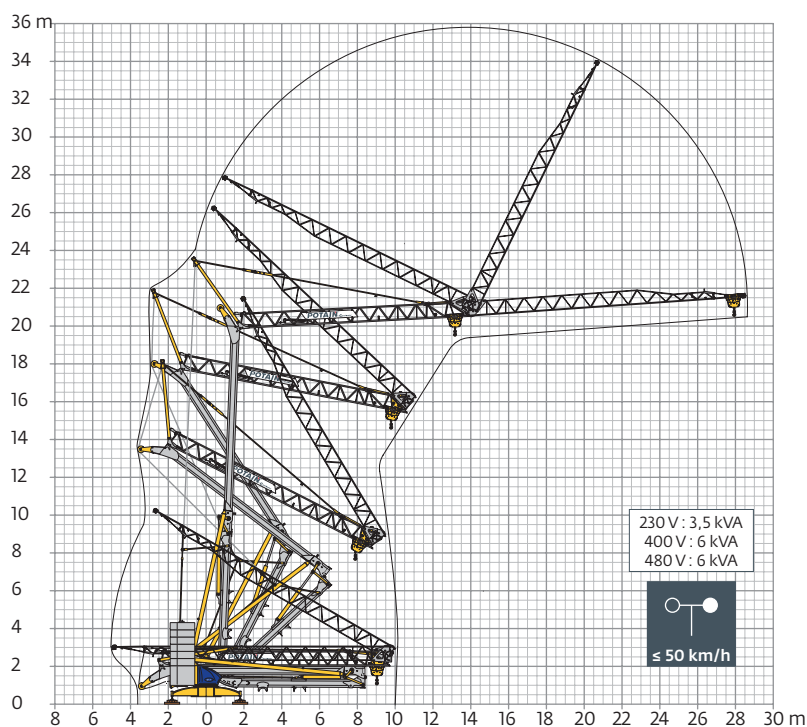 36 m
34
32
30
28
26
24
22
20
18
16
14
12
10
8
6
4
2
0
POTAIN
POTAIN
POTAIN
POTAIN
230 V : 3,5 kVA
400 V : 6 kVA
480 V : 6 kVA
≤ 50 km/h
8 6 4 2 0 2 4 6 8 10 12 14 16 18 20 22 24 26 28 30 m